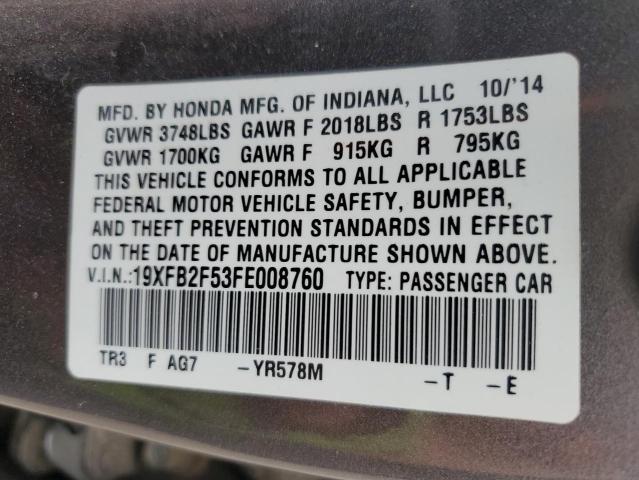 MFD. BY HONDA MFG. OF INDIANA, LLC 10/'14
GVWR 3748LBS GAWR F 2018LBS R 1753LBS
GVWR 1700KG GAWR F 915KG R 795KG
THIS VEHICLE CONFORMS TO ALL APPLICABLE
FEDERAL MOTOR VEHICLE SAFETY, BUMPER,
AND THEFT PREVENTION STANDARDS IN EFFECT
ON THE DATE OF MANUFACTURE SHOWN ABOVE.
V.I.N.:19XFB2F53FE008760 TYPE: PASSENGER CAR
TR3 F AG7 -YR578M -T -E